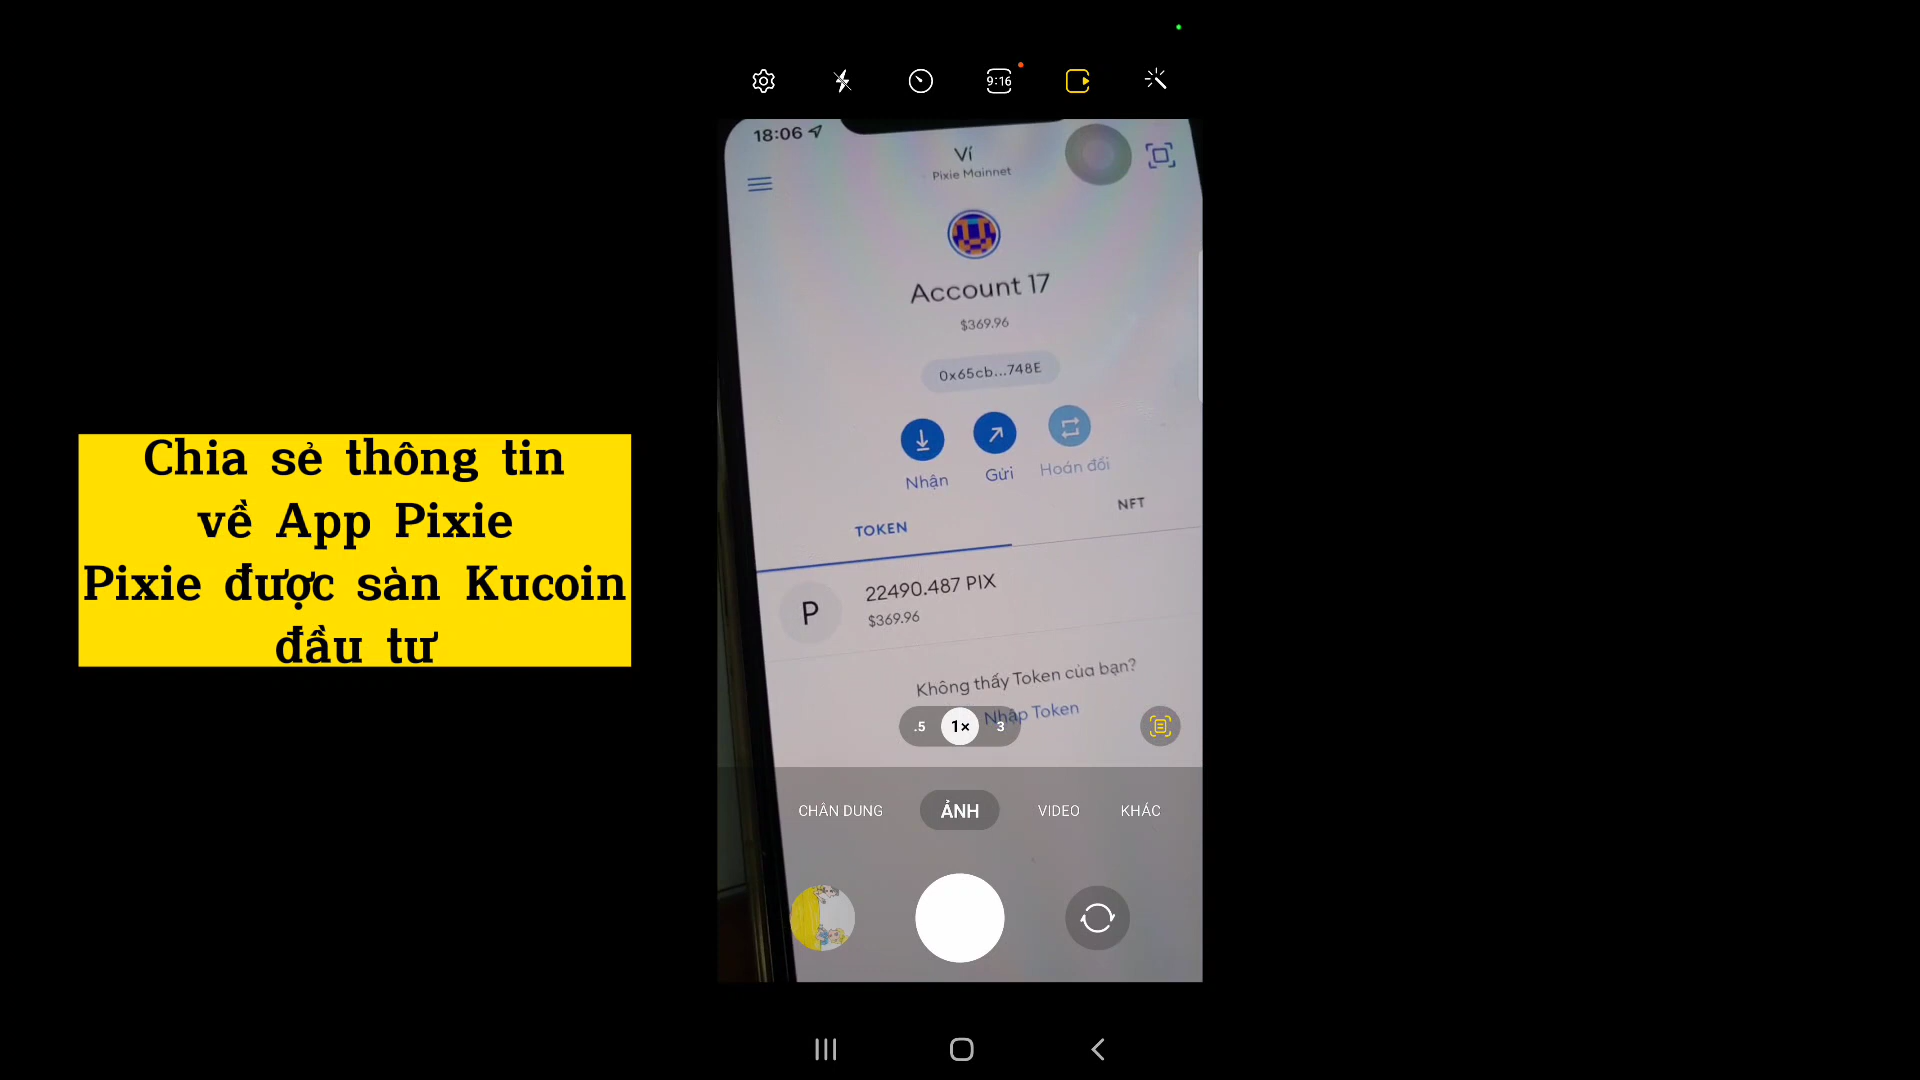 9:16
18:06
Ví
Pixie Mainnet
Account 17
$369.96
0x65cb...748E
Nhận
Gửi
Hoán đổi
TOKEN
NFT
P
22490.487 PIX
$369.96
Không thấy Token của bạn?
Nhập Token
.5
1×
3
CHÂN DUNG
ẢNH
VIDEO
KHÁC
Chia sẻ thông tin
về App Pixie
Pixie được sàn Kucoin
đầu tư